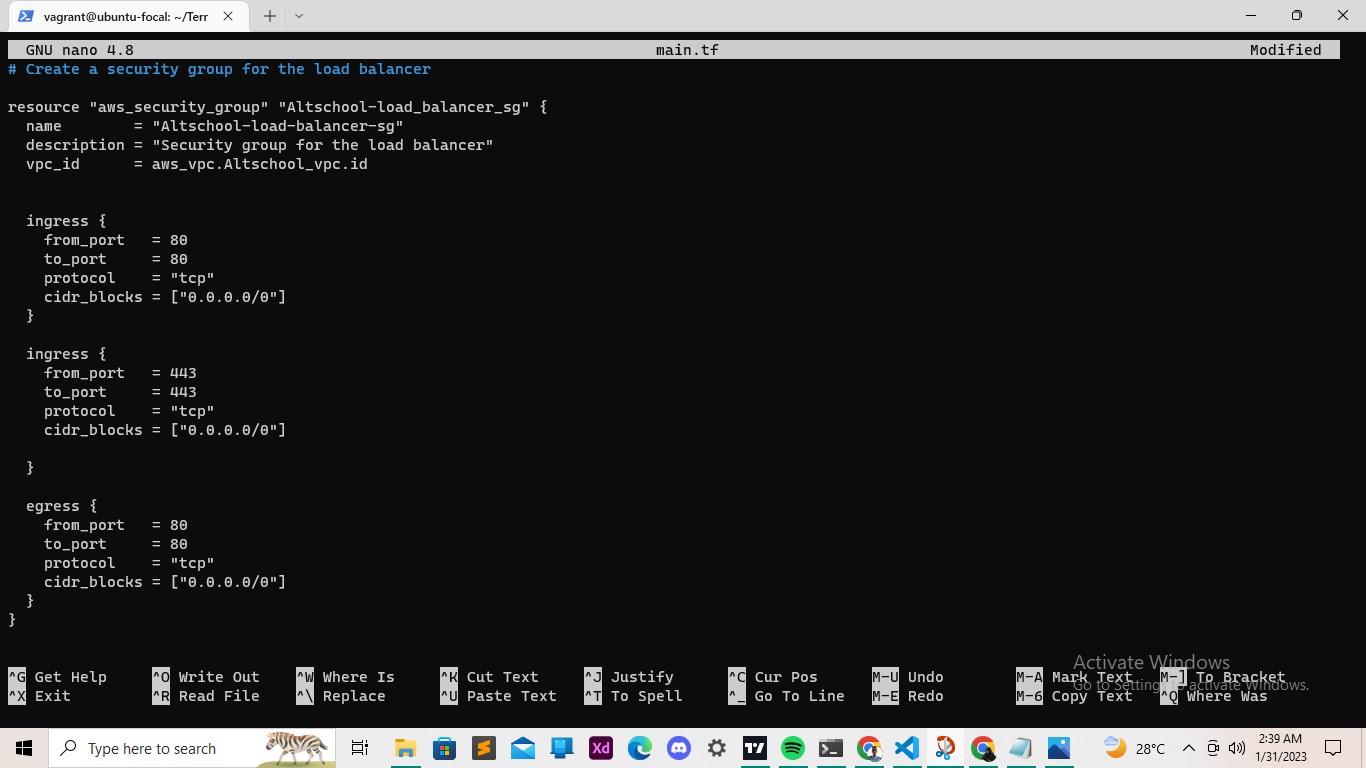 vagrant@ubuntu-focal: ~/Terr
GNU nano 4.8 main.tf Modified
# Create a security group for the load balancer
resource "aws_security_group" "Altschool-load_balancer_sg" {
  name        = "Altschool-load-balancer-sg"
  description = "Security group for the load balancer"
  vpc_id      = aws_vpc.Altschool_vpc.id
  ingress {
    from_port   = 80
    to_port     = 80
    protocol    = "tcp"
    cidr_blocks = ["0.0.0.0/0"]
  }
  ingress {
    from_port   = 443
    to_port     = 443
    protocol    = "tcp"
    cidr_blocks = ["0.0.0.0/0"]
  }
  egress {
    from_port   = 80
    to_port     = 80
    protocol    = "tcp"
    cidr_blocks = ["0.0.0.0/0"]
  }
}
Activate Windows
Go to Settings to activate Windows.
^G Get Help ^O Write Out ^W Where Is ^K Cut Text ^J Justify ^C Cur Pos M-U Undo M-A Mark Text M-] To Bracket
^X Exit ^R Read File ^\ Replace ^U Paste Text ^T To Spell ^_ Go To Line M-E Redo M-6 Copy Text ^Q Where Was
Type here to search
Xd
28°C
2:39 AM
1/31/2023